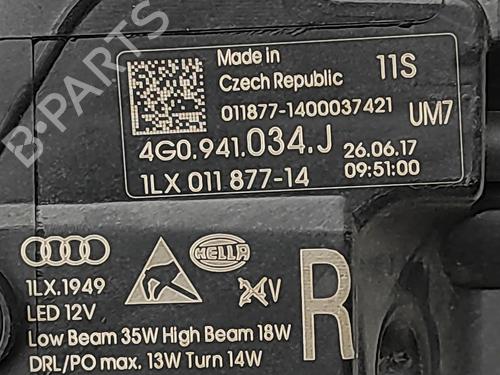 Made in
Czech Republic
11S
011877-1400037421
UM7
4G0.941.034.J
26.06.17
1LX 011 877-14
09:51:00
HELLA
1LX.1949
24V
R
LED 12V
Low Beam 35W High Beam 18W
DRL/PO max. 13W Turn 14W
B-PARTS